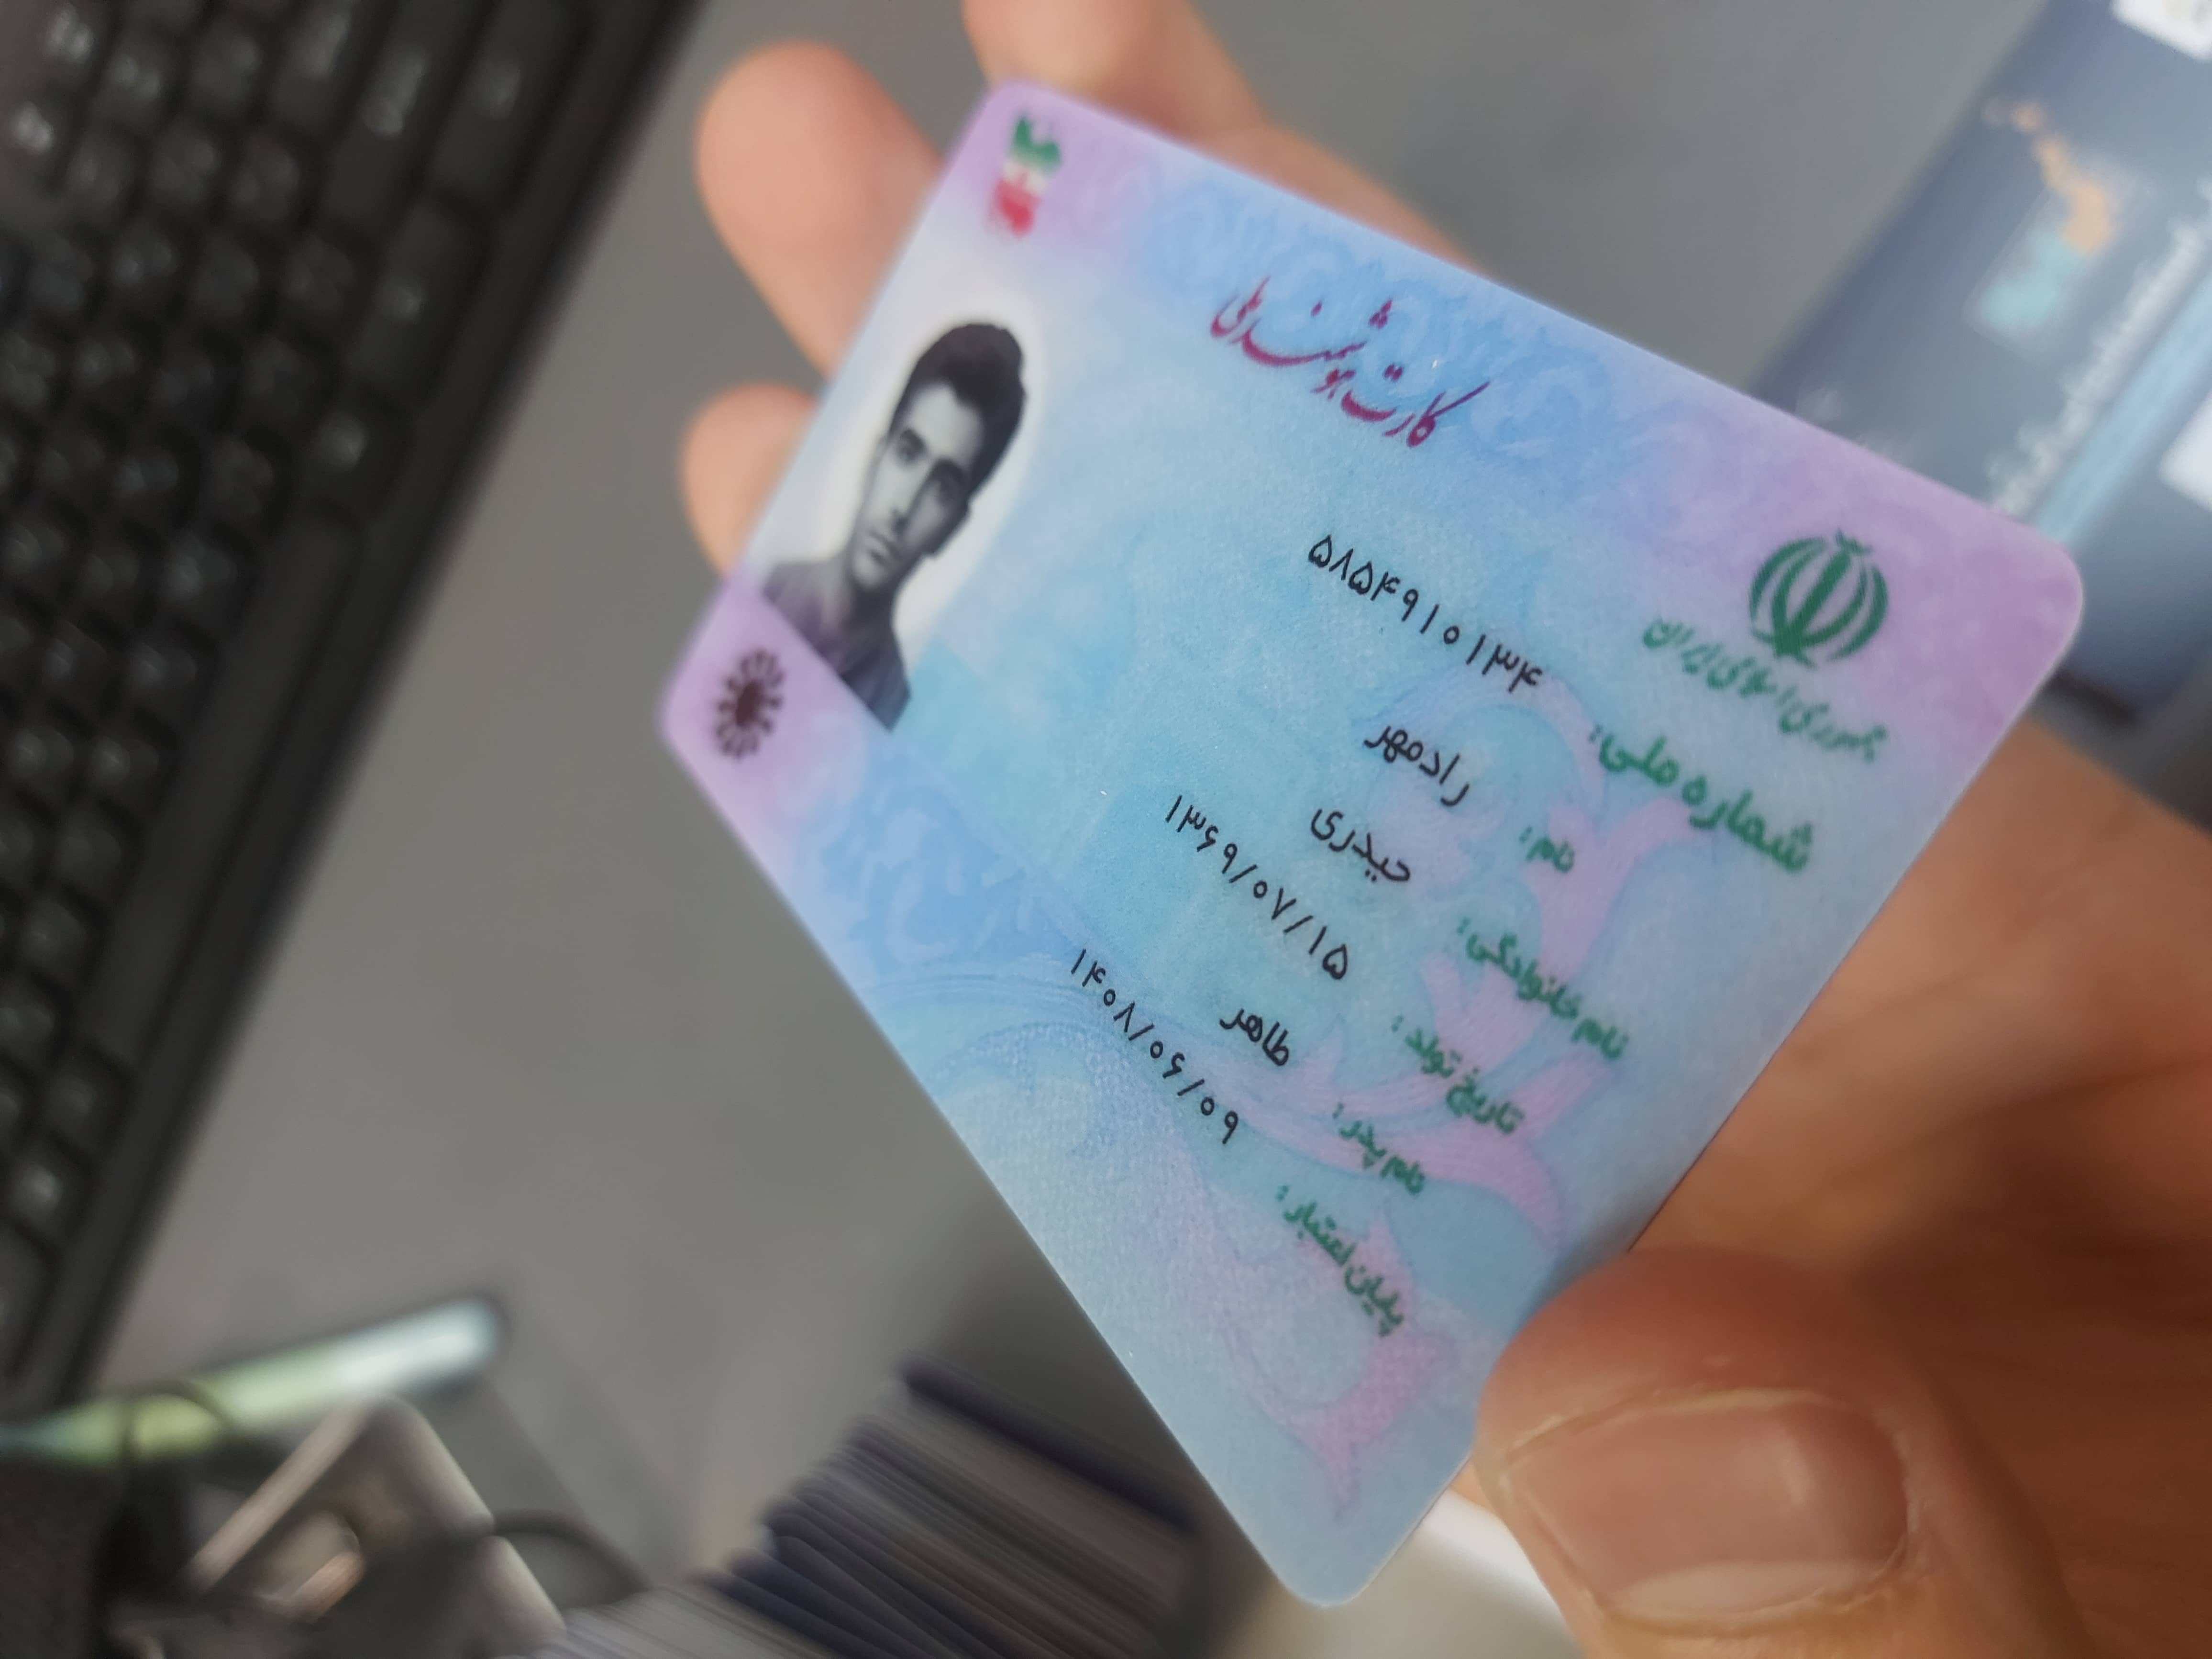 کارت هوشمند ملی
جمهوری اسلامی ایران
شماره ملی: ۵۸۵۴۹۱۰۱۳۴
نام: رادمهر
نام خانوادگی: حیدری
تاریخ تولد: ۱۳۶۹/۰۷/۱۵
نام پدر: طاهر
پایان اعتبار: ۱۴۰۸/۰۶/۰۹